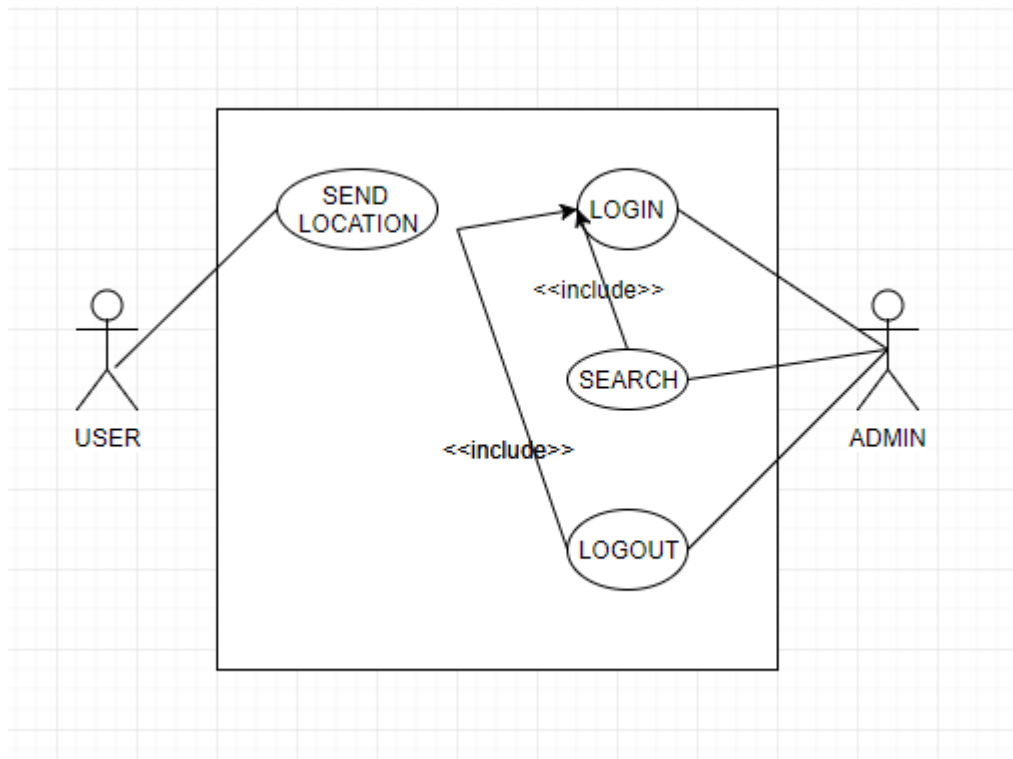 SEND
LOCATION
LOGIN
<<include>>
SEARCH
USER
ADMIN
<<include>>
LOGOUT